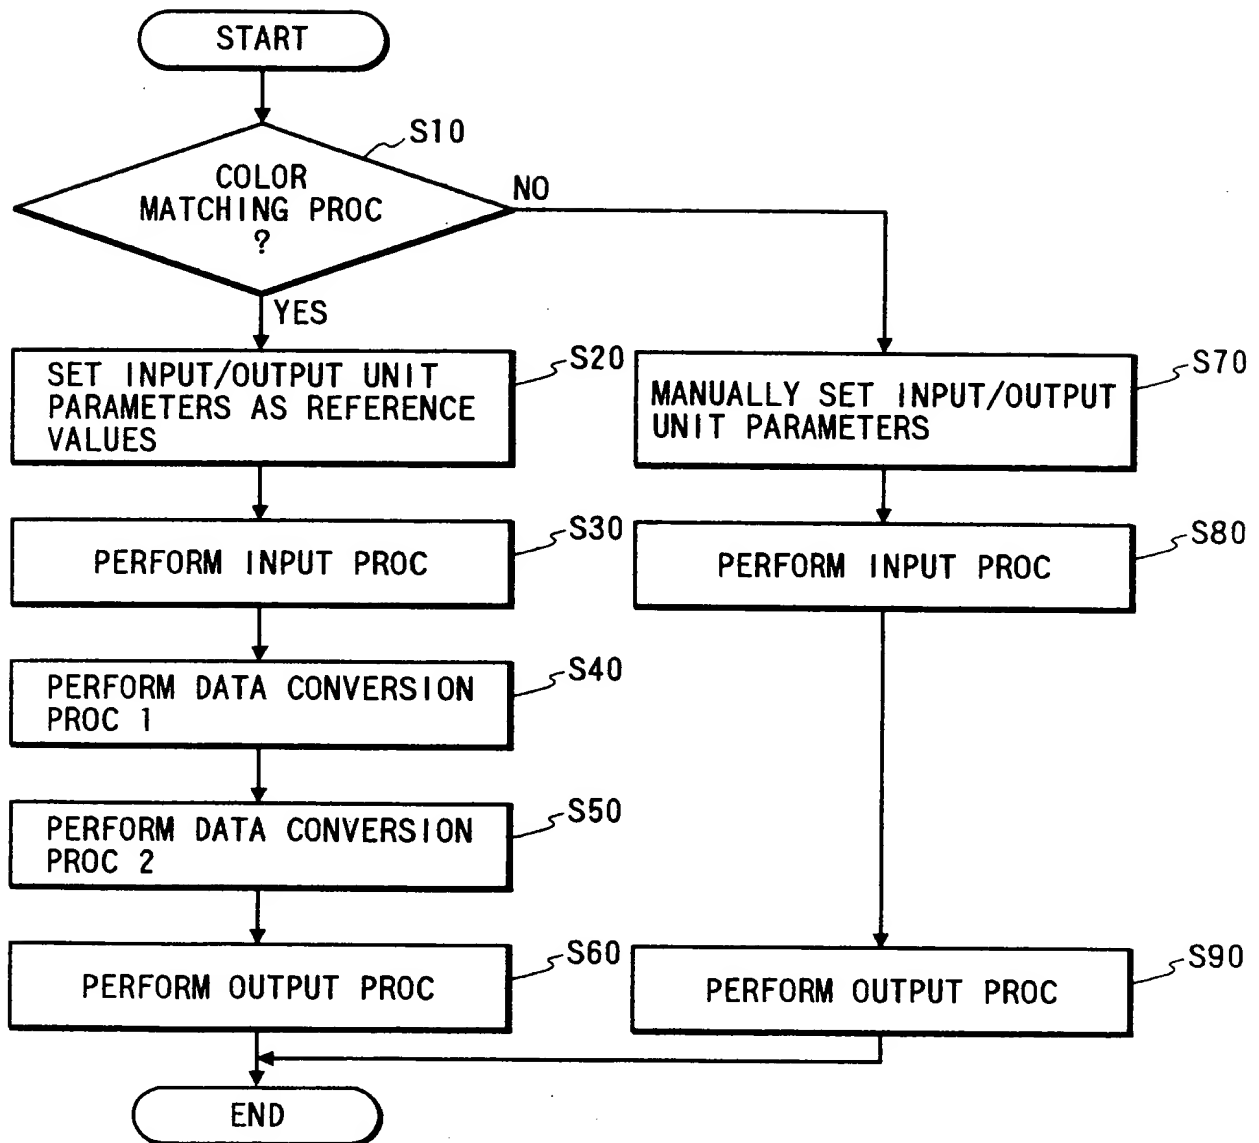 START
S10
COLOR
MATCHING PROC
?
NO
YES
S20
SET INPUT/OUTPUT UNIT
PARAMETERS AS REFERENCE
VALUES
S30
PERFORM INPUT PROC
S40
PERFORM DATA CONVERSION
PROC 1
S50
PERFORM DATA CONVERSION
PROC 2
S60
PERFORM OUTPUT PROC
S70
MANUALLY SET INPUT/OUTPUT
UNIT PARAMETERS
S80
PERFORM INPUT PROC
S90
PERFORM OUTPUT PROC
END